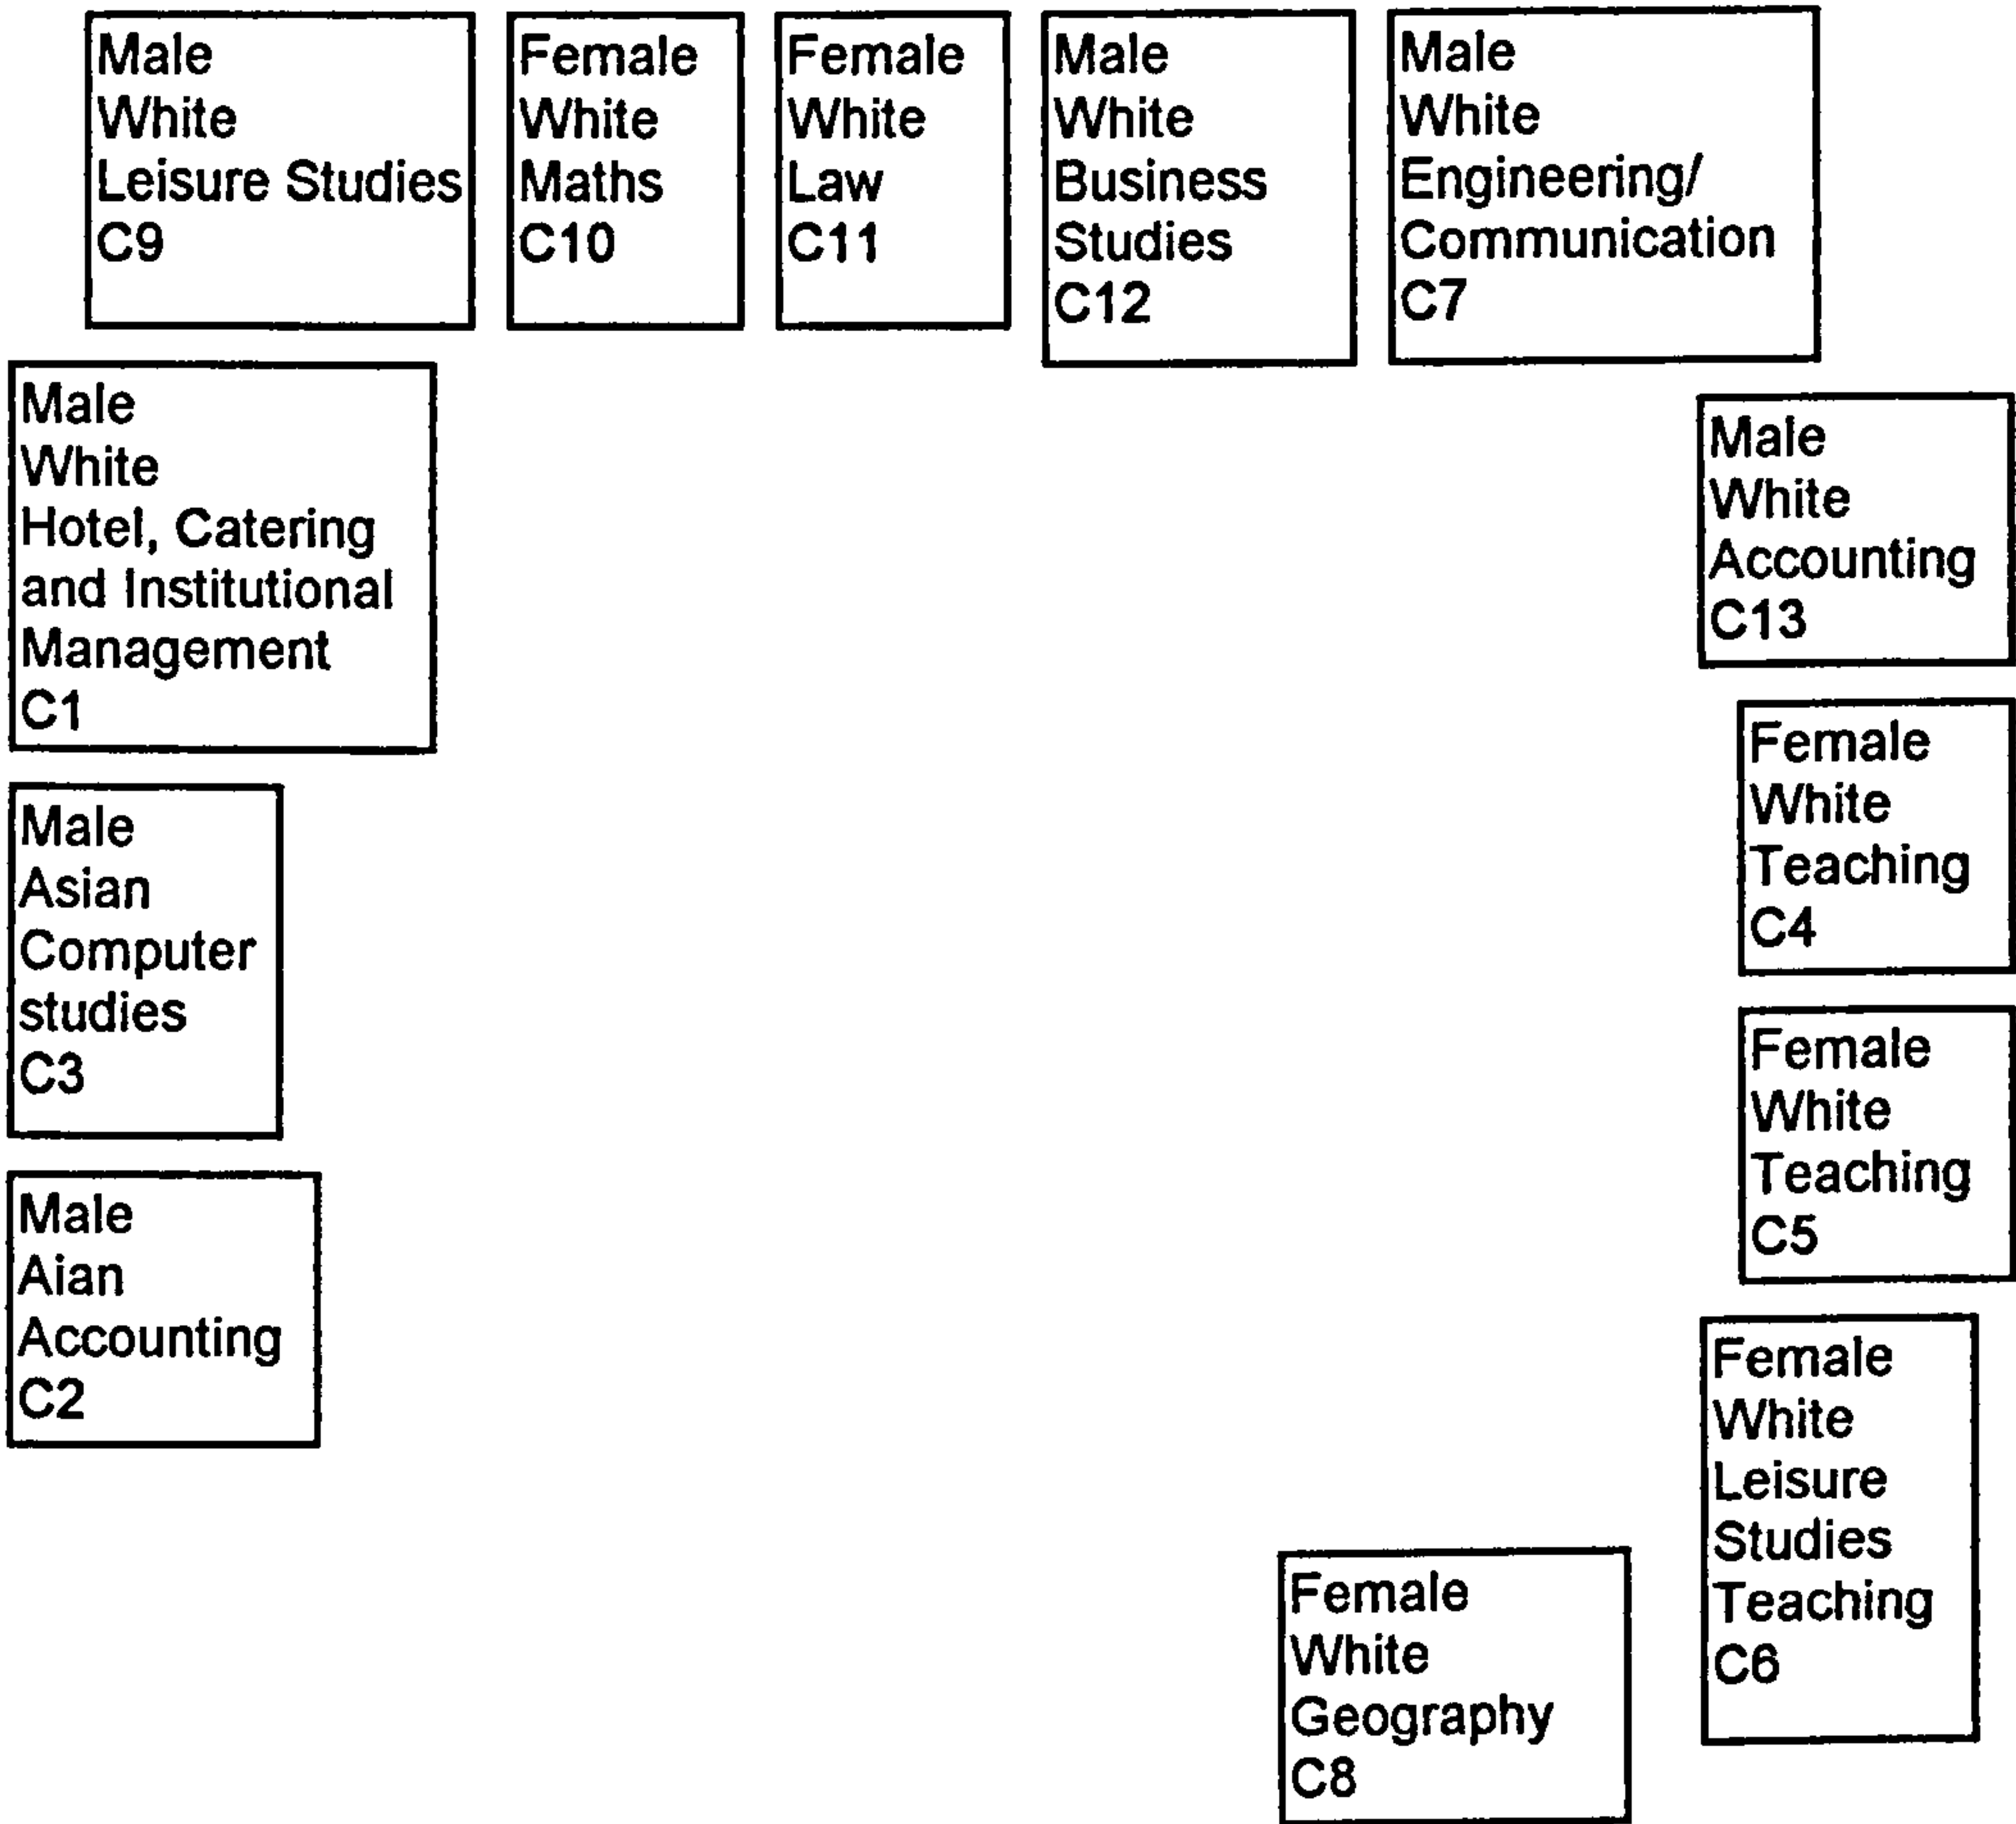 Male
White
Leisure Studies
C9
Female
White
Maths
C10
Female
White
Law
C11
Male
White
Business
Studies
C12
Male
White
Engineering/
Communication
C7
Male
White
Hotel, Catering
and Institutional
Management
C1
Male
White
Accounting
C13
Female
White
Teaching
C4
Male
Asian
Computer
studies
C3
Female
White
Teaching
C5
Male
Aian
Accounting
C2
Female
White
Leisure
Studies
Teaching
C6
Female
White
Geography
C8